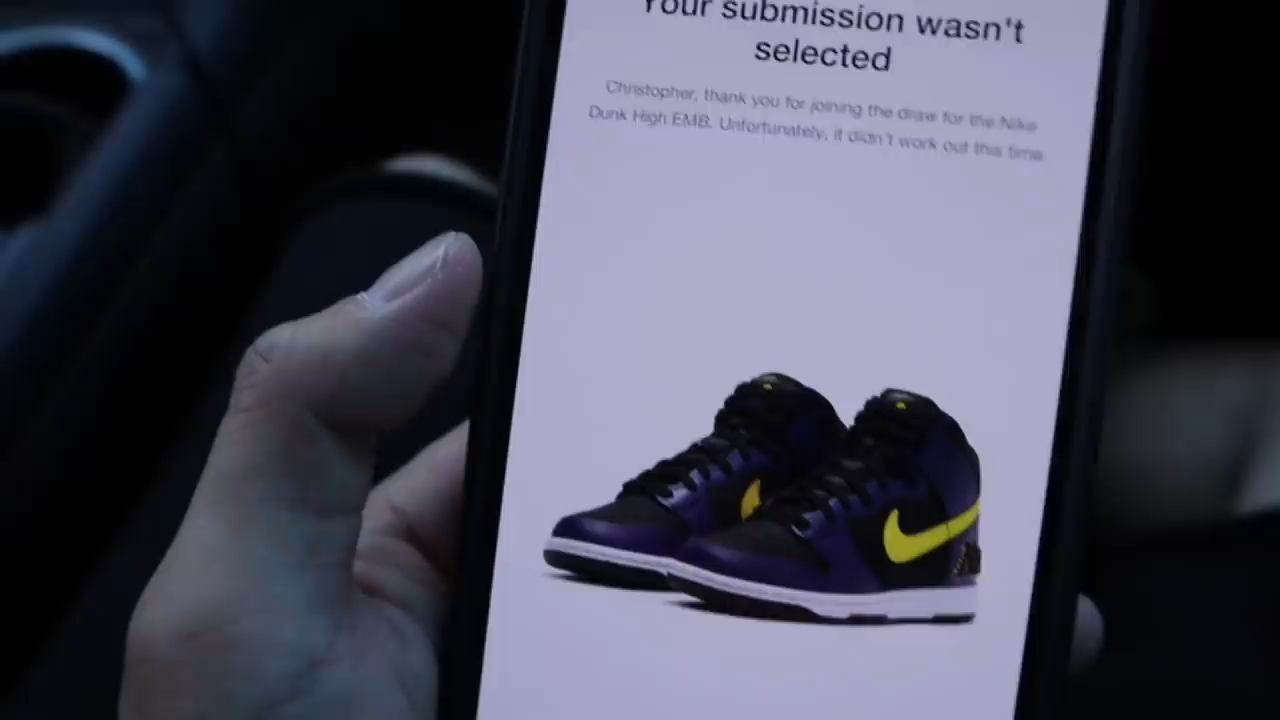 Your submission wasn't
selected
Christopher, thank you for joining the draw for the Nike
Dunk High EMB. Unfortunately, it didn't work out this time.